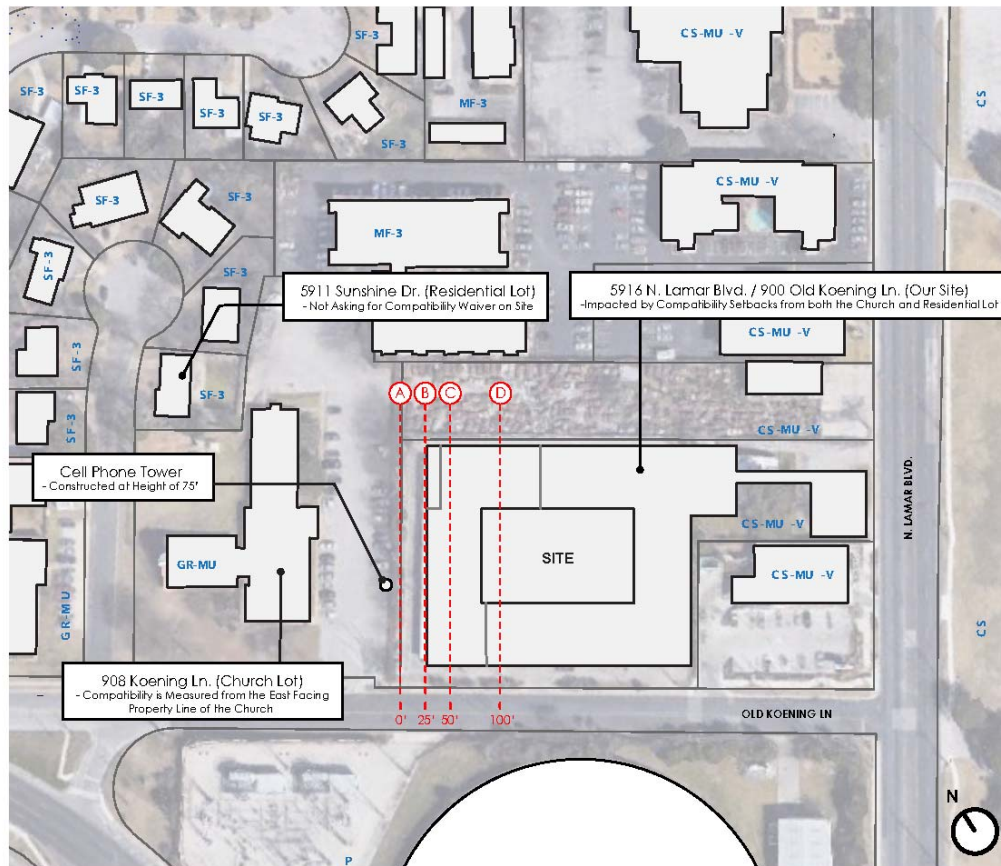 SF-3
CS-MU -V
CS
SF-3
SF-3
SF-3
SF-3
SF-3
MF-3
SF-3
SF-3
SF-3
CS-MU -V
MF-3
SF-3
SF-3
5911 Sunshine Dr. (Residential Lot)
- Not Asking for Compatibility Waiver on Site
5916 N. Lamar Blvd. / 900 Old Koening Ln. (Our Site)
-Impacted by Compatibility Setbacks from both the Church and Residential Lot
SF-3
CS-MU -V
SF-3
SF-3
A
B
C
D
CS-MU -V
Cell Phone Tower
- Constructed at Height of 75'
N. LAMAR BLVD.
CS-MU -V
SITE
GR-MU
CS-MU -V
GR-MU
CS
908 Koening Ln. (Church Lot)
- Compatibility is Measured from the East Facing
Property Line of the Church
0'
25'
50'
100'
OLD KOENING LN
N
P